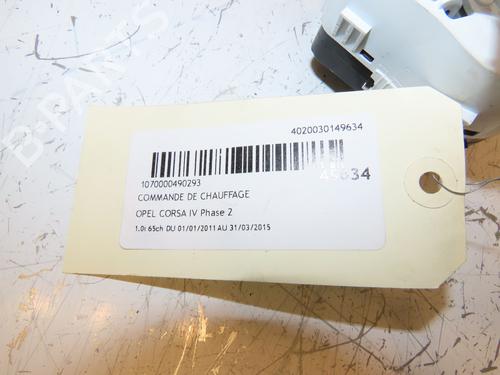 4020030149634
1070000490293
COMMANDE DE CHAUFFAGE
OPEL CORSA IV Phase 2
1.0i 65ch DU 01/01/2011 AU 31/03/2015
B-PARTS